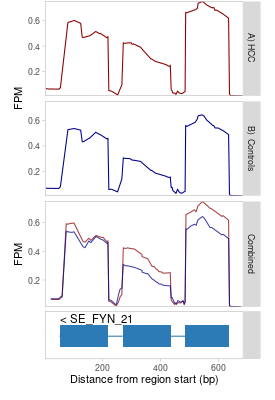 0.6
0.4
0.2
A) HCC
FPM
0.6
0.4
0.2
B): Controls
0.6
0.4
0.2
FPM
Combined
< SE_FYN_21
200
400
600
Distance from region start (bp)